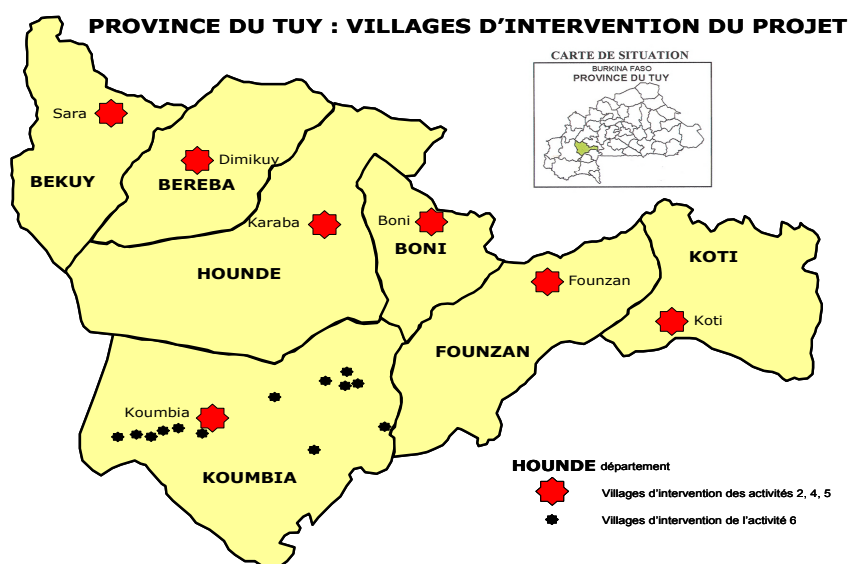 PROVINCE DU TUY : VILLAGES D'INTERVENTION DU PROJET
CARTE DE SITUATION
BURKINA FASO
PROVINCE DU TUY
Sara
Dimikuy
BEKUY
BEREBA
Karaba
Boni
BONI
KOTI
HOUNDE
Founzan
Koti
FOUNZAN
Koumbia
KOUMBIA
HOUNDE département
Villages d'intervention des activités 2, 4, 5
Villages d'intervention de l'activité 6